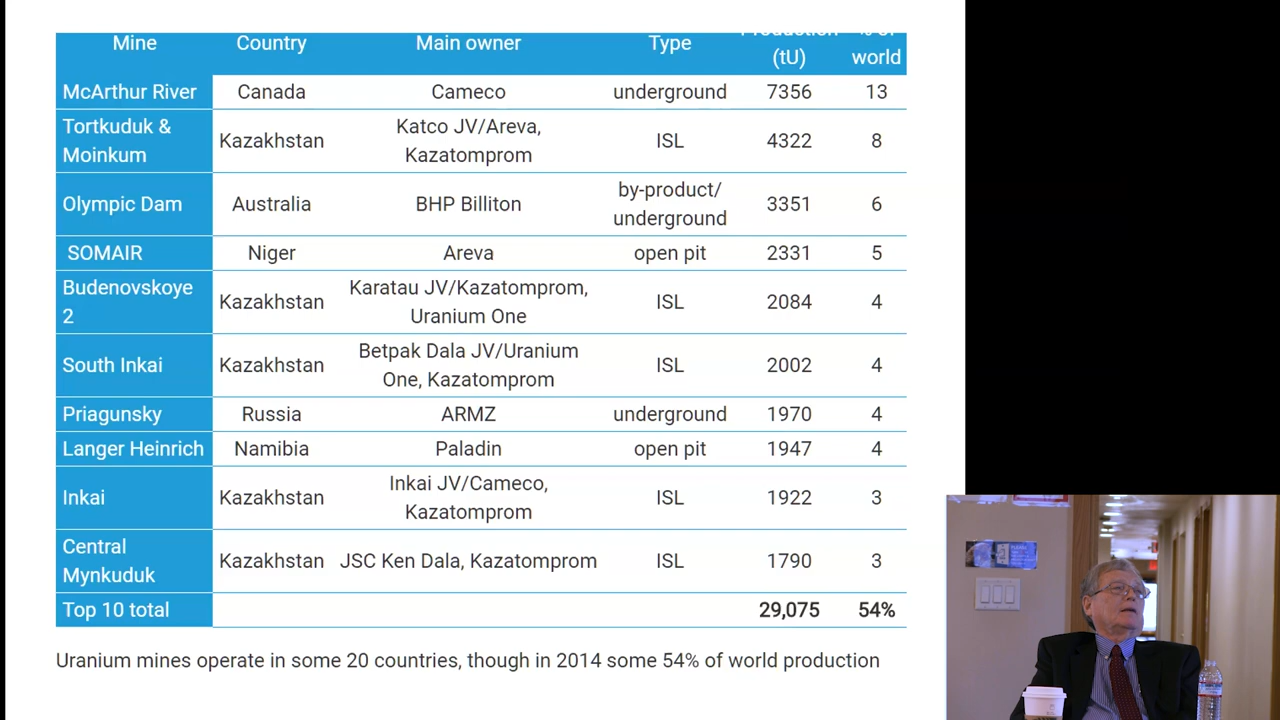 Mine Country Main owner Type Production (tU) % of world
McArthur River Canada Cameco underground 7356 13
Tortkuduk & Moinkum Kazakhstan Katco JV/Areva, Kazatomprom ISL 4322 8
Olympic Dam Australia BHP Billiton by-product/ underground 3351 6
SOMAIR Niger Areva open pit 2331 5
Budenovskoye 2 Kazakhstan Karatau JV/Kazatomprom, Uranium One ISL 2084 4
South Inkai Kazakhstan Betpak Dala JV/Uranium One, Kazatomprom ISL 2002 4
Priagunsky Russia ARMZ underground 1970 4
Langer Heinrich Namibia Paladin open pit 1947 4
Inkai Kazakhstan Inkai JV/Cameco, Kazatomprom ISL 1922 3
Central Mynkuduk Kazakhstan JSC Ken Dala, Kazatomprom ISL 1790 3
Top 10 total 29,075 54%
Uranium mines operate in some 20 countries, though in 2014 some 54% of world production